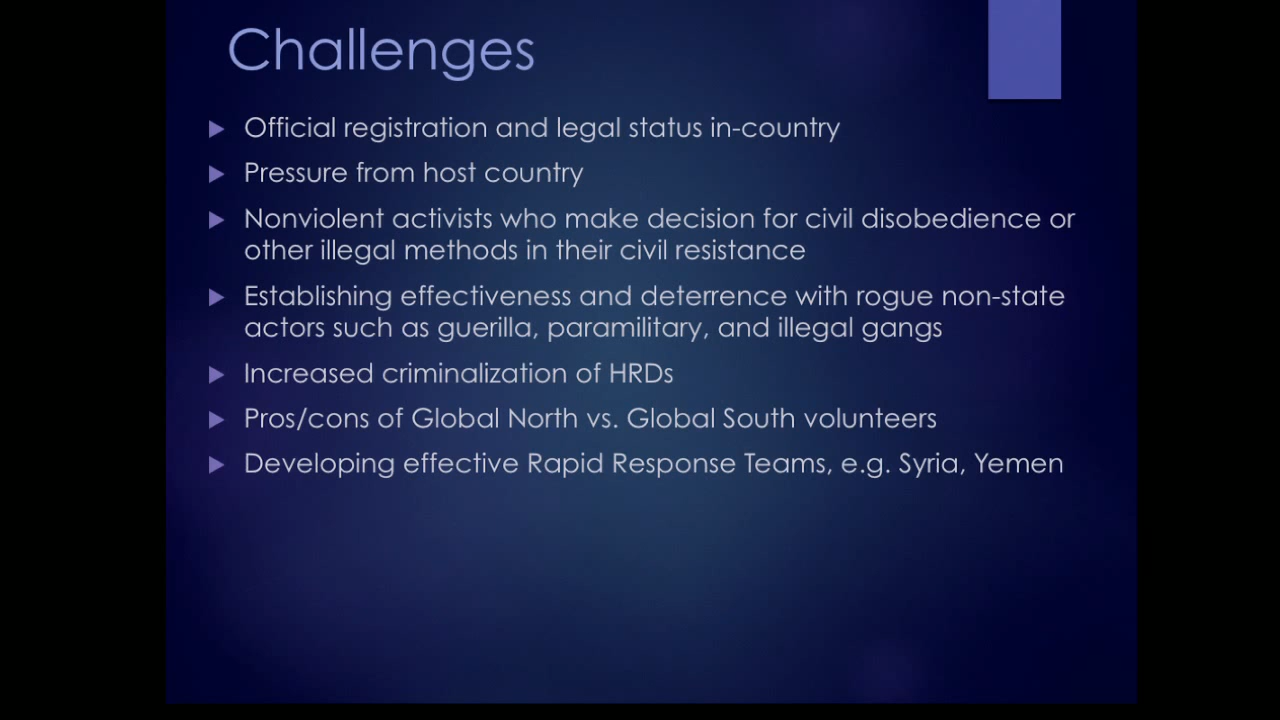 Challenges
Official registration and legal status in-country
Pressure from host country
Nonviolent activists who make decision for civil disobedience or
other illegal methods in their civil resistance
Establishing effectiveness and deterrence with rogue non-state
actors such as guerilla, paramilitary, and illegal gangs
Increased criminalization of HRDs
Pros/cons of Global North vs. Global South volunteers
Developing effective Rapid Response Teams, e.g. Syria, Yemen